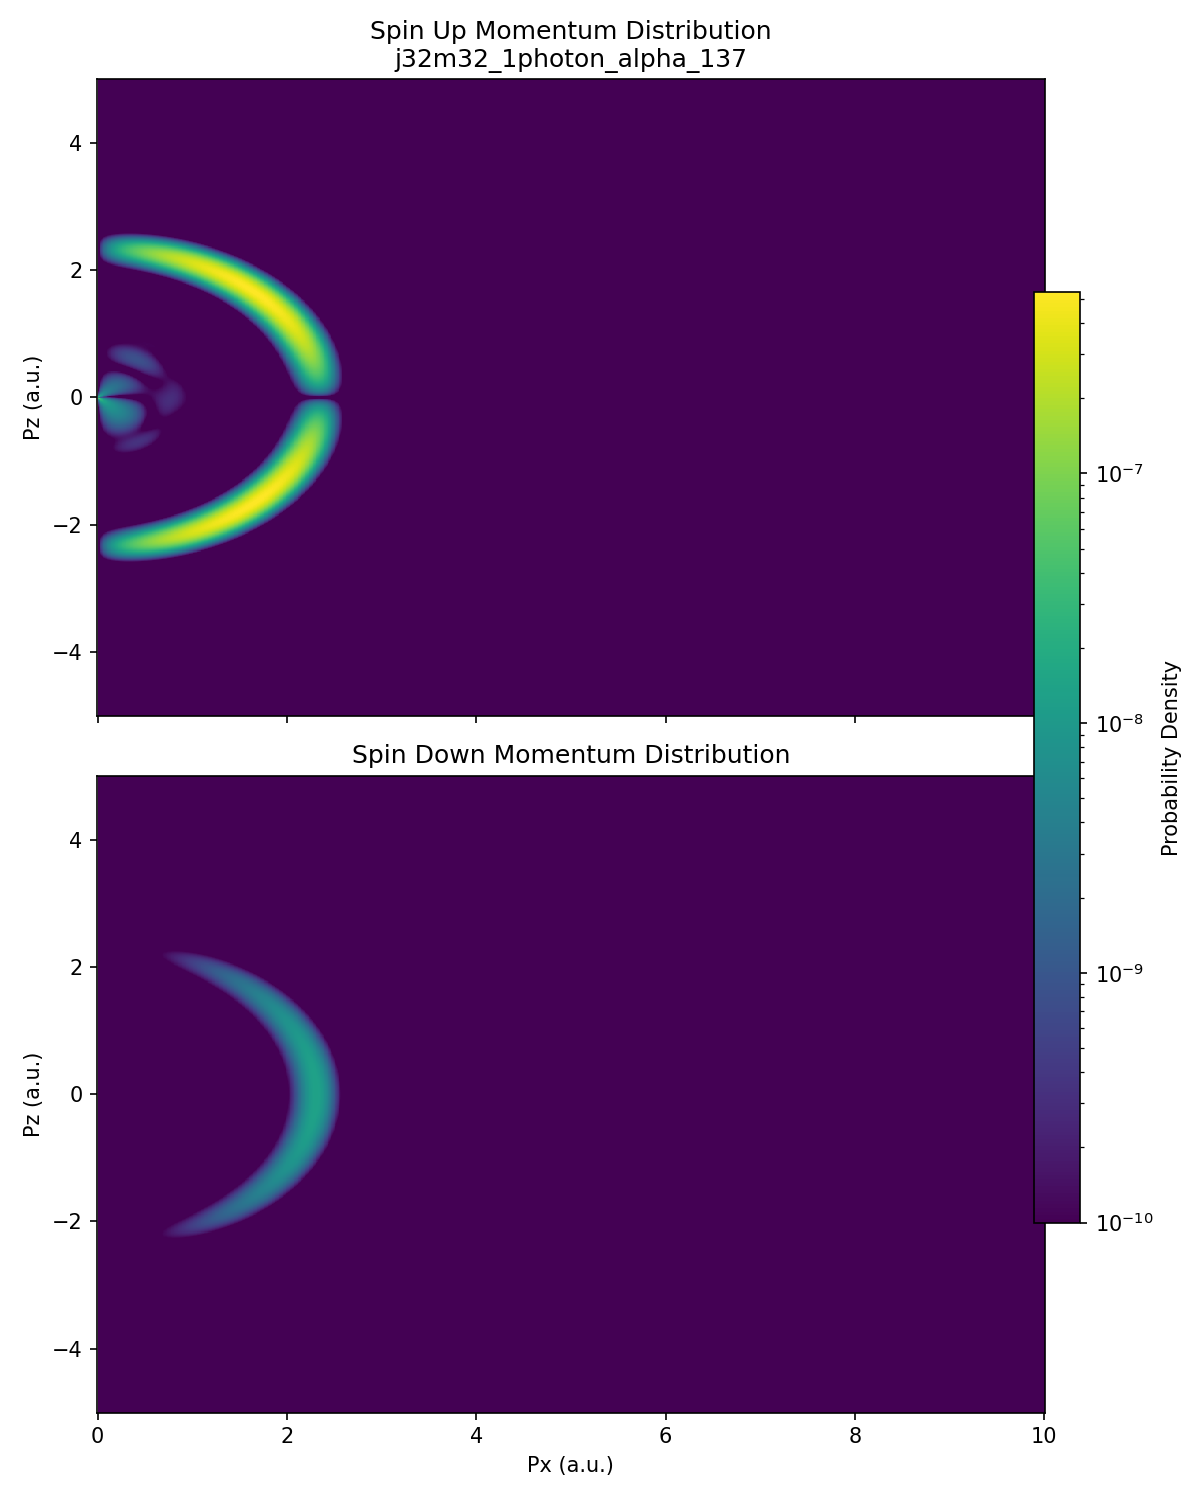 Spin Up Momentum Distribution
j32m32_1photon_alpha_137
4
2
0
−2
−4
Pz (a.u.)
Spin Down Momentum Distribution
4
2
0
−2
−4
Pz (a.u.)
0 2 4 6 8 10
Px (a.u.)
10⁻⁷
10⁻⁸
10⁻⁹
10⁻¹⁰
Probability Density